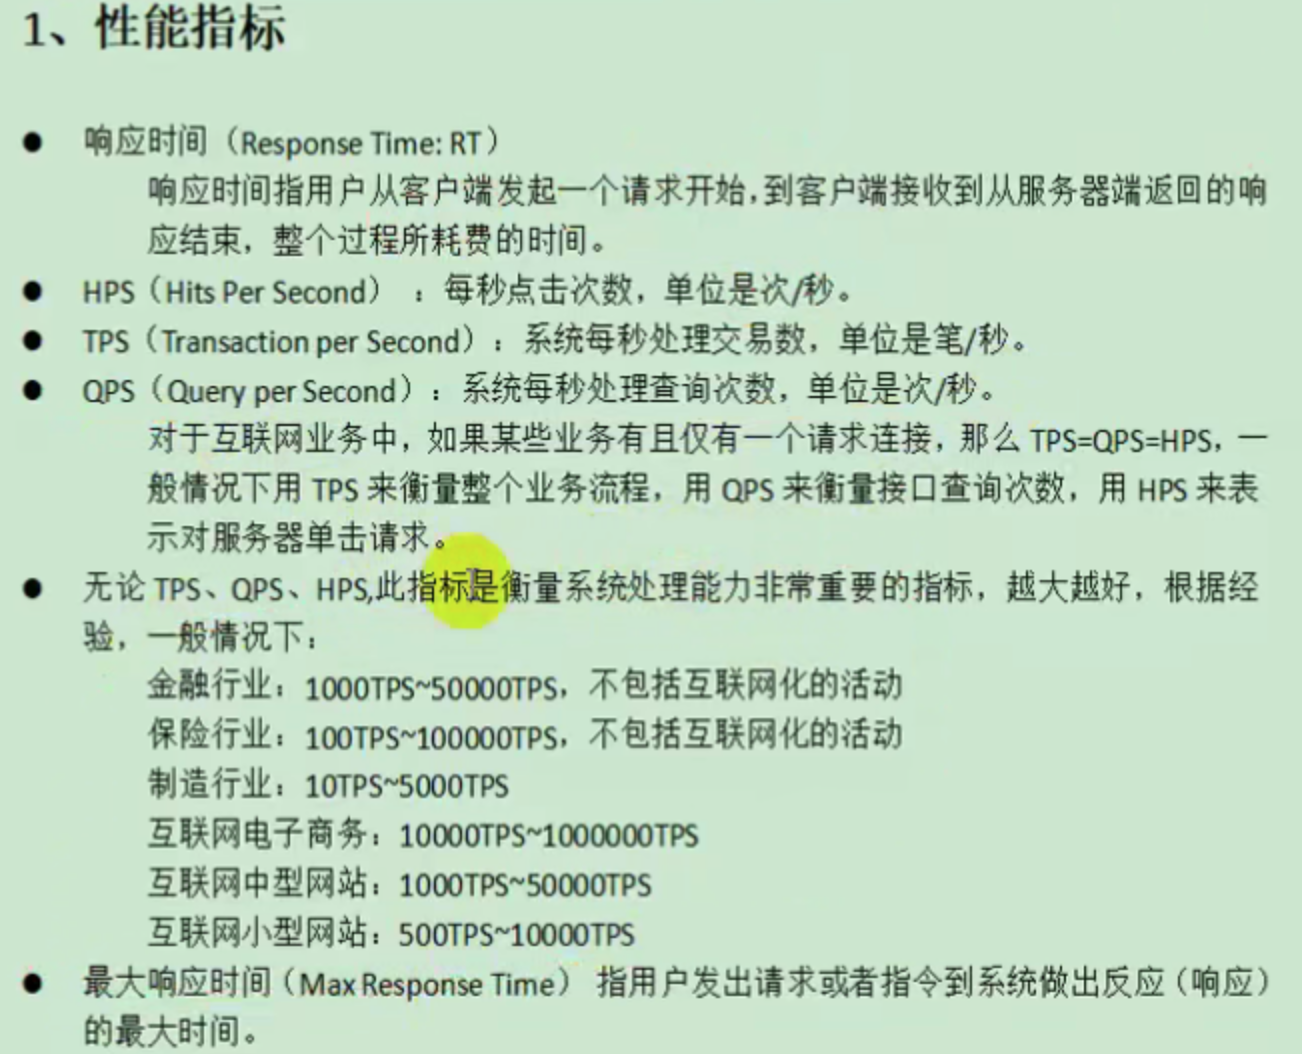 1、性能指标
● 响应时间（Response Time: RT）
响应时间指用户从客户端发起一个请求开始,到客户端接收到从服务器端返回的响
应结束，整个过程所耗费的时间。
● HPS（Hits Per Second） ：每秒点击次数，单位是次/秒。
● TPS（Transaction per Second）：系统每秒处理交易数，单位是笔/秒。
● QPS（Query per Second）：系统每秒处理查询次数，单位是次/秒。
对于互联网业务中，如果某些业务有且仅有一个请求连接，那么 TPS=QPS=HPS，一
般情况下用 TPS 来衡量整个业务流程，用 QPS 来衡量接口查询次数，用 HPS 来表
示对服务器单击请求。
● 无论 TPS、QPS、HPS,此指标是衡量系统处理能力非常重要的指标，越大越好，根据经
验，一般情况下：
金融行业：1000TPS~50000TPS，不包括互联网化的活动
保险行业：100TPS~100000TPS，不包括互联网化的活动
制造行业：10TPS~5000TPS
互联网电子商务：10000TPS~1000000TPS
互联网中型网站：1000TPS~50000TPS
互联网小型网站：500TPS~10000TPS
● 最大响应时间（Max Response Time） 指用户发出请求或者指令到系统做出反应（响应）
的最大时间。